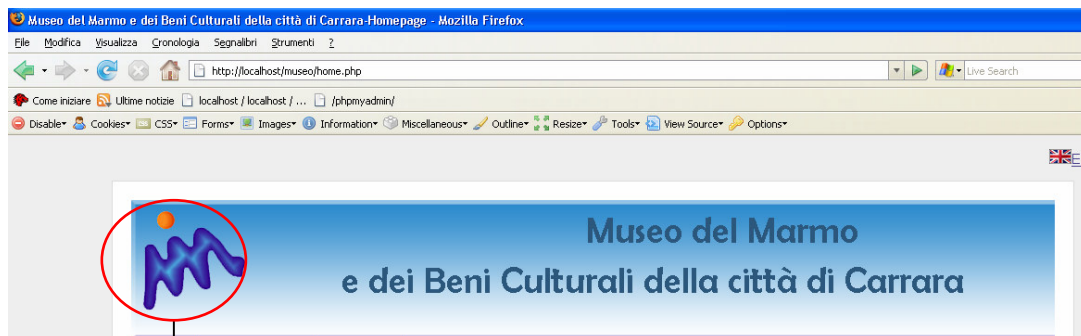 Museo del Marmo e dei Beni Culturali della città di Carrara-Homepage - Mozilla Firefox
File Modifica Visualizza Cronologia Segnalibri Strumenti ?
http://localhost/museo/home.php Live Search
Come iniziare Ultime notizie localhost / localhost / ... /phpmyadmin/
Disable Cookies CSS Forms Images Information Miscellaneous Outline Resize Tools View Source Options
E
Museo del Marmo
e dei Beni Culturali della città di Carrara